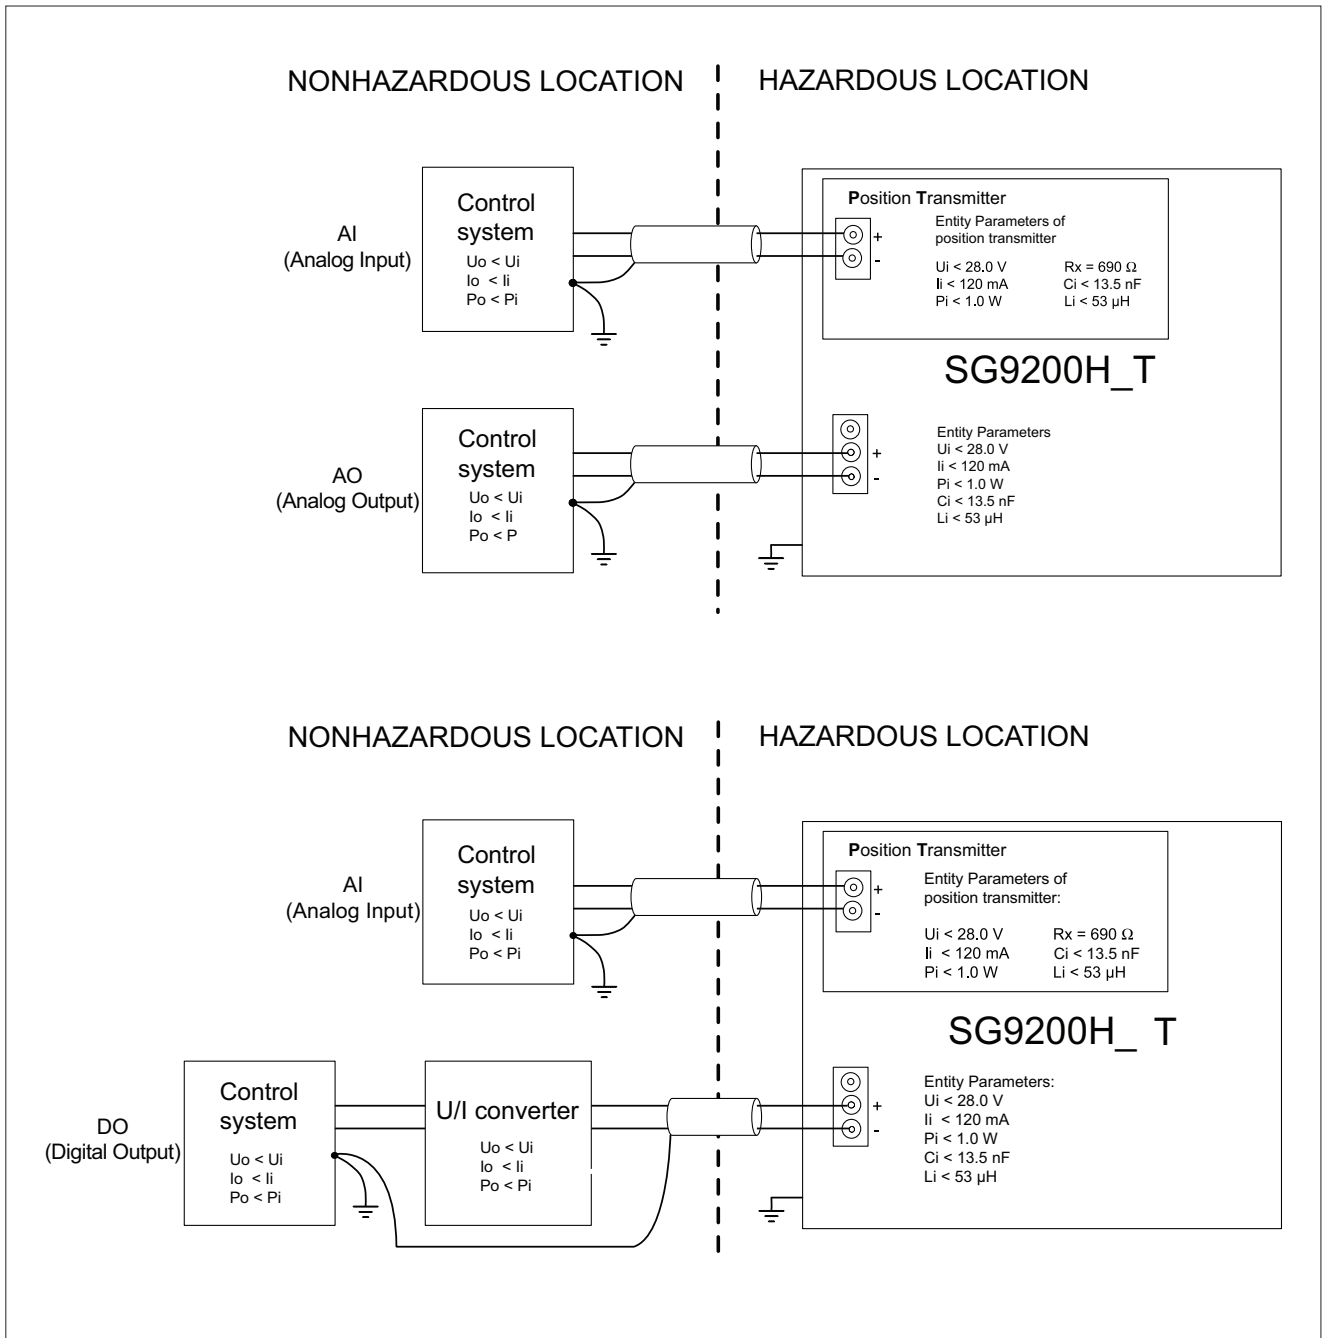 NONHAZARDOUS LOCATION
HAZARDOUS LOCATION
AI
(Analog Input)
Control
system
Uo < Ui
Io < Ii
Po < Pi
Position Transmitter
+
-
Entity Parameters of
position transmitter
Ui < 28.0 V Rx = 690 Ω
Ii < 120 mA Ci < 13.5 nF
Pi < 1.0 W Li < 53 µH
SG9200H_T
AO
(Analog Output)
Control
system
Uo < Ui
Io < Ii
Po < P
+
-
Entity Parameters
Ui < 28.0 V
Ii < 120 mA
Pi < 1.0 W
Ci < 13.5 nF
Li < 53 µH
NONHAZARDOUS LOCATION
HAZARDOUS LOCATION
AI
(Analog Input)
Control
system
Uo < Ui
Io < Ii
Po < Pi
Position Transmitter
+
-
Entity Parameters of
position transmitter:
Ui < 28.0 V Rx = 690 Ω
Ii < 120 mA Ci < 13.5 nF
Pi < 1.0 W Li < 53 µH
SG9200H_ T
DO
(Digital Output)
Control
system
Uo < Ui
Io < Ii
Po < Pi
U/I converter
Uo < Ui
Io < Ii
Po < Pi
+
-
Entity Parameters:
Ui < 28.0 V
Ii < 120 mA
Pi < 1.0 W
Ci < 13.5 nF
Li < 53 µH